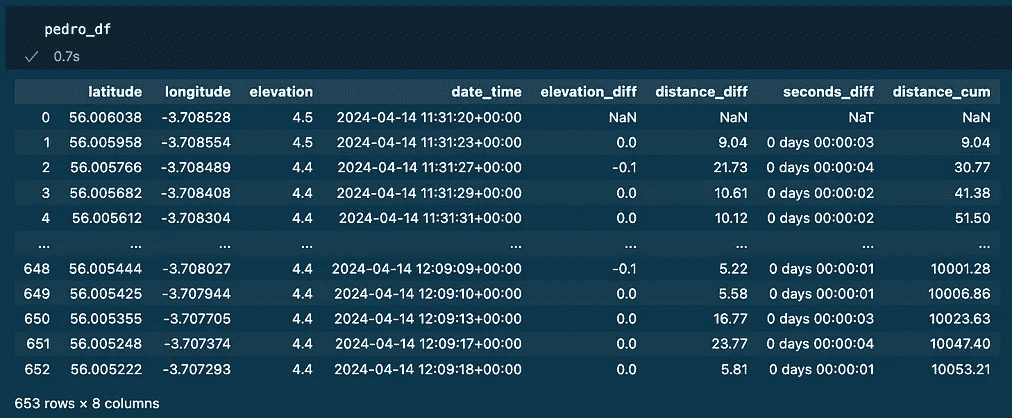 pedro_df
✓ 0.7s
latitude longitude elevation date_time elevation_diff distance_diff seconds_diff distance_cum
0 56.006038 -3.708528 4.5 2024-04-14 11:31:20+00:00 NaN NaN NaT NaN
1 56.005958 -3.708554 4.5 2024-04-14 11:31:23+00:00 0.0 9.04 0 days 00:00:03 9.04
2 56.005766 -3.708489 4.4 2024-04-14 11:31:27+00:00 -0.1 21.73 0 days 00:00:04 30.77
3 56.005682 -3.708408 4.4 2024-04-14 11:31:29+00:00 0.0 10.61 0 days 00:00:02 41.38
4 56.005612 -3.708304 4.4 2024-04-14 11:31:31+00:00 0.0 10.12 0 days 00:00:02 51.50
... ... ... ... ... ... ... ... ...
648 56.005444 -3.708027 4.4 2024-04-14 12:09:09+00:00 -0.1 5.22 0 days 00:00:01 10001.28
649 56.005425 -3.707944 4.4 2024-04-14 12:09:10+00:00 0.0 5.58 0 days 00:00:01 10006.86
650 56.005355 -3.707705 4.4 2024-04-14 12:09:13+00:00 0.0 16.77 0 days 00:00:03 10023.63
651 56.005248 -3.707374 4.4 2024-04-14 12:09:17+00:00 0.0 23.77 0 days 00:00:04 10047.40
652 56.005222 -3.707293 4.4 2024-04-14 12:09:18+00:00 0.0 5.81 0 days 00:00:01 10053.21
653 rows × 8 columns